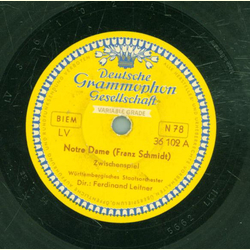 Deutsche
Grammophon
Gesellschaft
VARIABLE GRADE
BIEM
LV
N 78
36 102 A
Notre Dame (Franz Schmidt)
Zwischenspiel
Württembergisches Staatsorchester
Dir.: Ferdinand Leitner